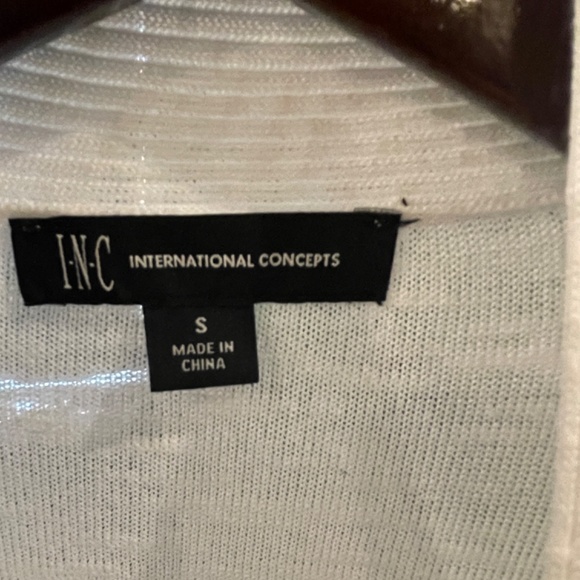 I·N·C INTERNATIONAL CONCEPTS
S
MADE IN
CHINA